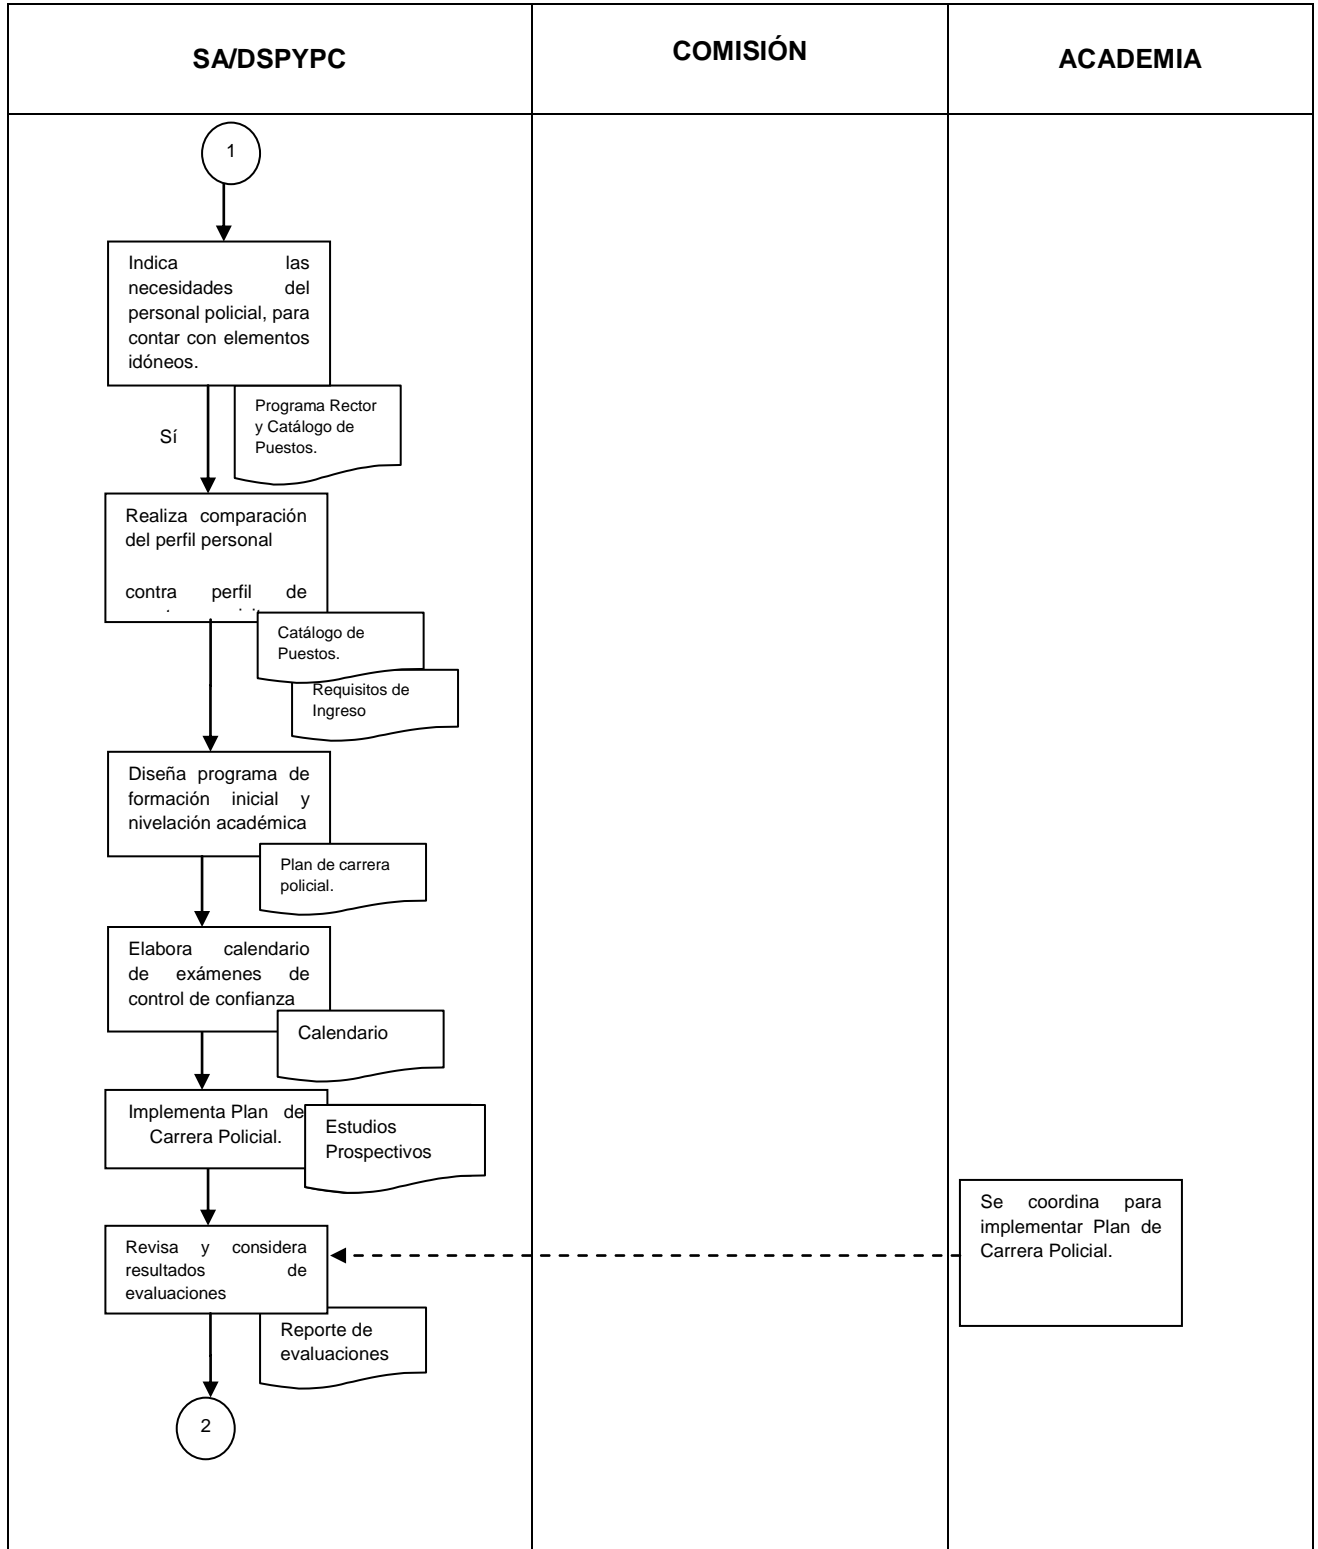 SA/DSPYPC
COMISIÓN
ACADEMIA
1
Indica las
necesidades del
personal policial, para
contar con elementos
idóneos.
Sí
Programa Rector
y Catálogo de
Puestos.
Realiza comparación
del perfil personal
contra perfil de
Catálogo de
Puestos.
Requisitos de
Ingreso
Diseña programa de
formación inicial y
nivelación académica
Plan de carrera
policial.
Elabora calendario
de exámenes de
control de confianza
Calendario
Implementa Plan de
Carrera Policial.
Estudios
Prospectivos
Se coordina para
implementar Plan de
Carrera Policial.
Revisa y considera
resultados de
evaluaciones
Reporte de
evaluaciones
2